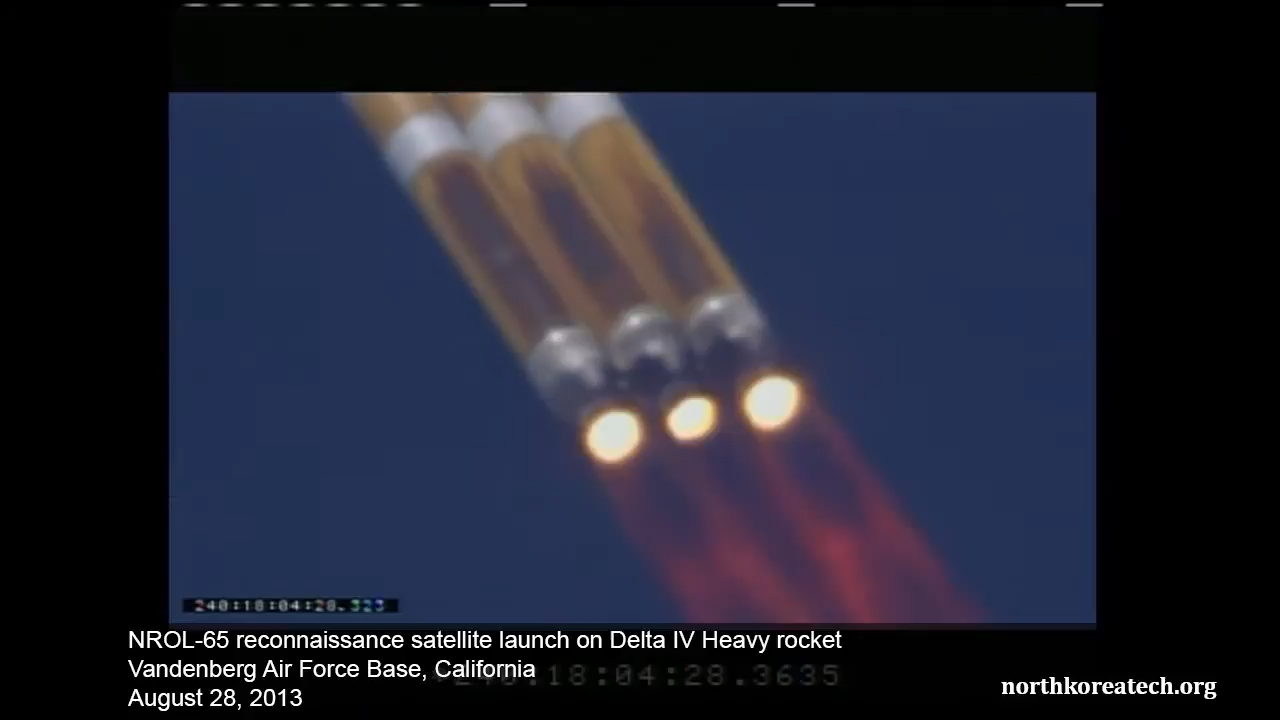 240:18:04:28.323
NROL-65 reconnaissance satellite launch on Delta IV Heavy rocket
Vandenberg Air Force Base, California
:18:04:28.3635
August 28, 2013
northkoreatech.org